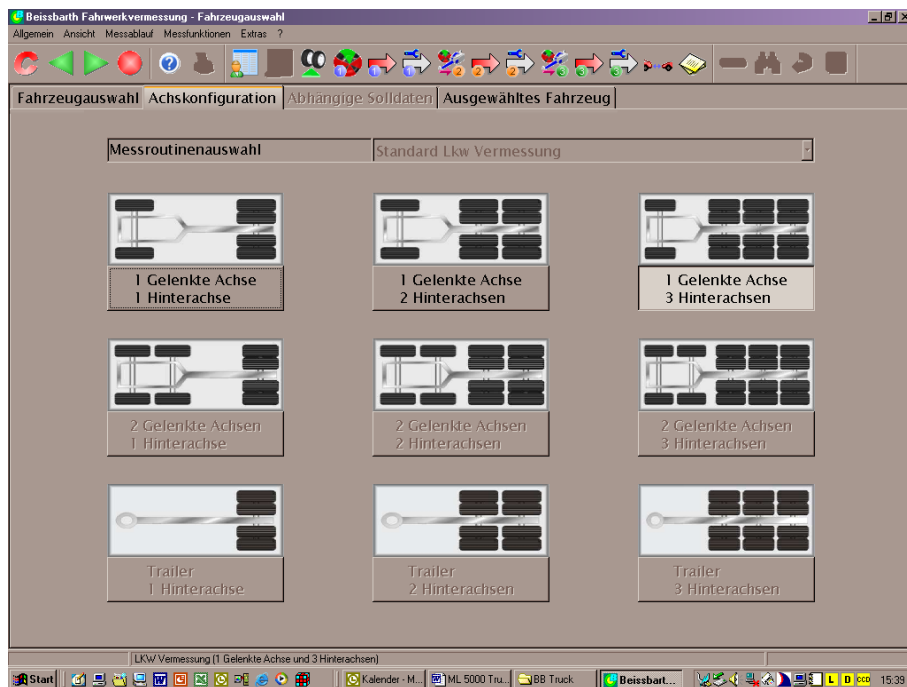 Beissbarth Fahrwerkvermessung - Fahrzeugauswahl
Allgemein Ansicht Messablauf Messfunktionen Extras ?
Fahrzeugauswahl Achskonfiguration Abhängige Solldaten Ausgewähltes Fahrzeug
Messroutinenauswahl Standard Lkw Vermessung
1 Gelenkte Achse
1 Hinterachse
1 Gelenkte Achse
2 Hinterachsen
1 Gelenkte Achse
3 Hinterachsen
2 Gelenkte Achsen
1 Hinterachse
2 Gelenkte Achsen
2 Hinterachsen
2 Gelenkte Achsen
3 Hinterachsen
Trailer
1 Hinterachse
Trailer
2 Hinterachsen
Trailer
3 Hinterachsen
LKW Vermessung (1 Gelenkte Achse und 3 Hinterachsen)
Start Kalender - M... ML 5000 Tru... BB Truck Beissbart... L D CCD 15:39